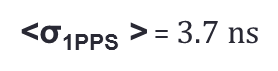 <σ1PPS > = 3.7 ns